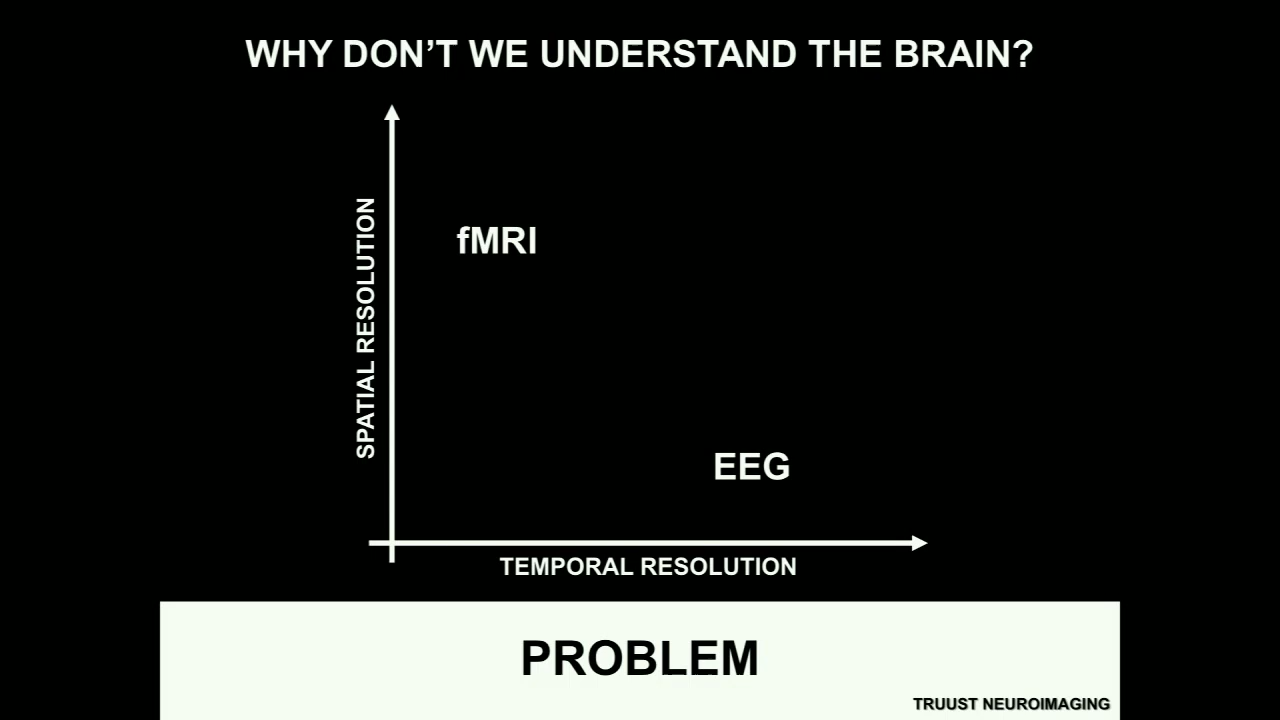 WHY DON’T WE UNDERSTAND THE BRAIN?
SPATIAL RESOLUTION
fMRI
EEG
TEMPORAL RESOLUTION
PROBLEM
TRUUST NEUROIMAGING